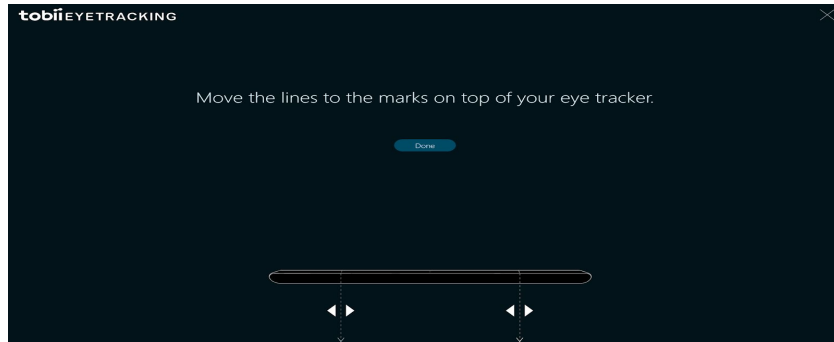 tobii EYETRACKING
Move the lines to the marks on top of your eye tracker.
Done